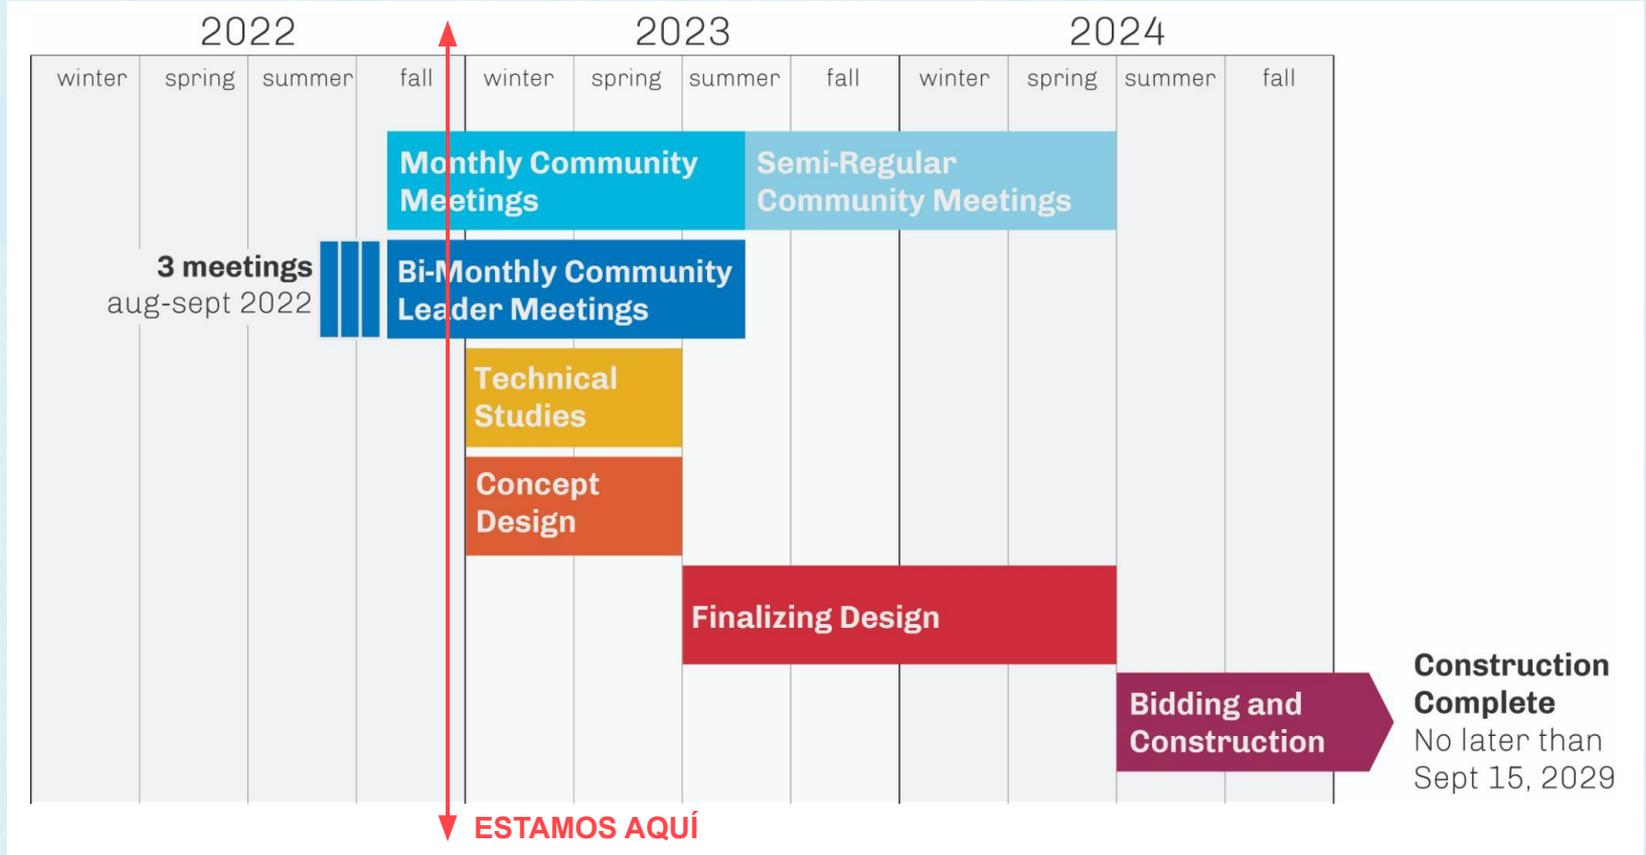 2022 2023 2024
winter spring summer fall winter spring summer fall winter spring summer fall
Monthly Community
Meetings
Semi-Regular
Community Meetings
3 meetings
aug-sept 2022
Bi-Monthly Community
Leader Meetings
Technical
Studies
Concept
Design
Finalizing Design
Bidding and
Construction
Construction
Complete
No later than
Sept 15, 2029
ESTAMOS AQUÍ